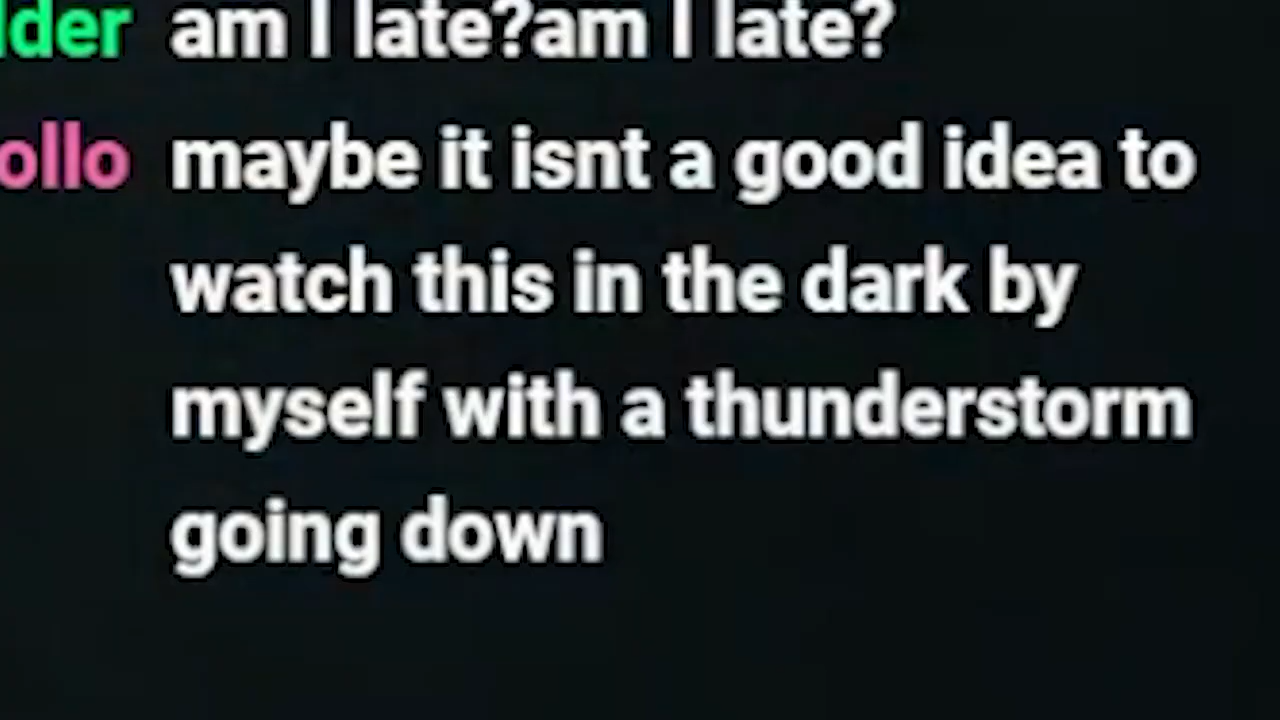 lder am I late?am I late?
ollo maybe it isnt a good idea to
watch this in the dark by
myself with a thunderstorm
going down